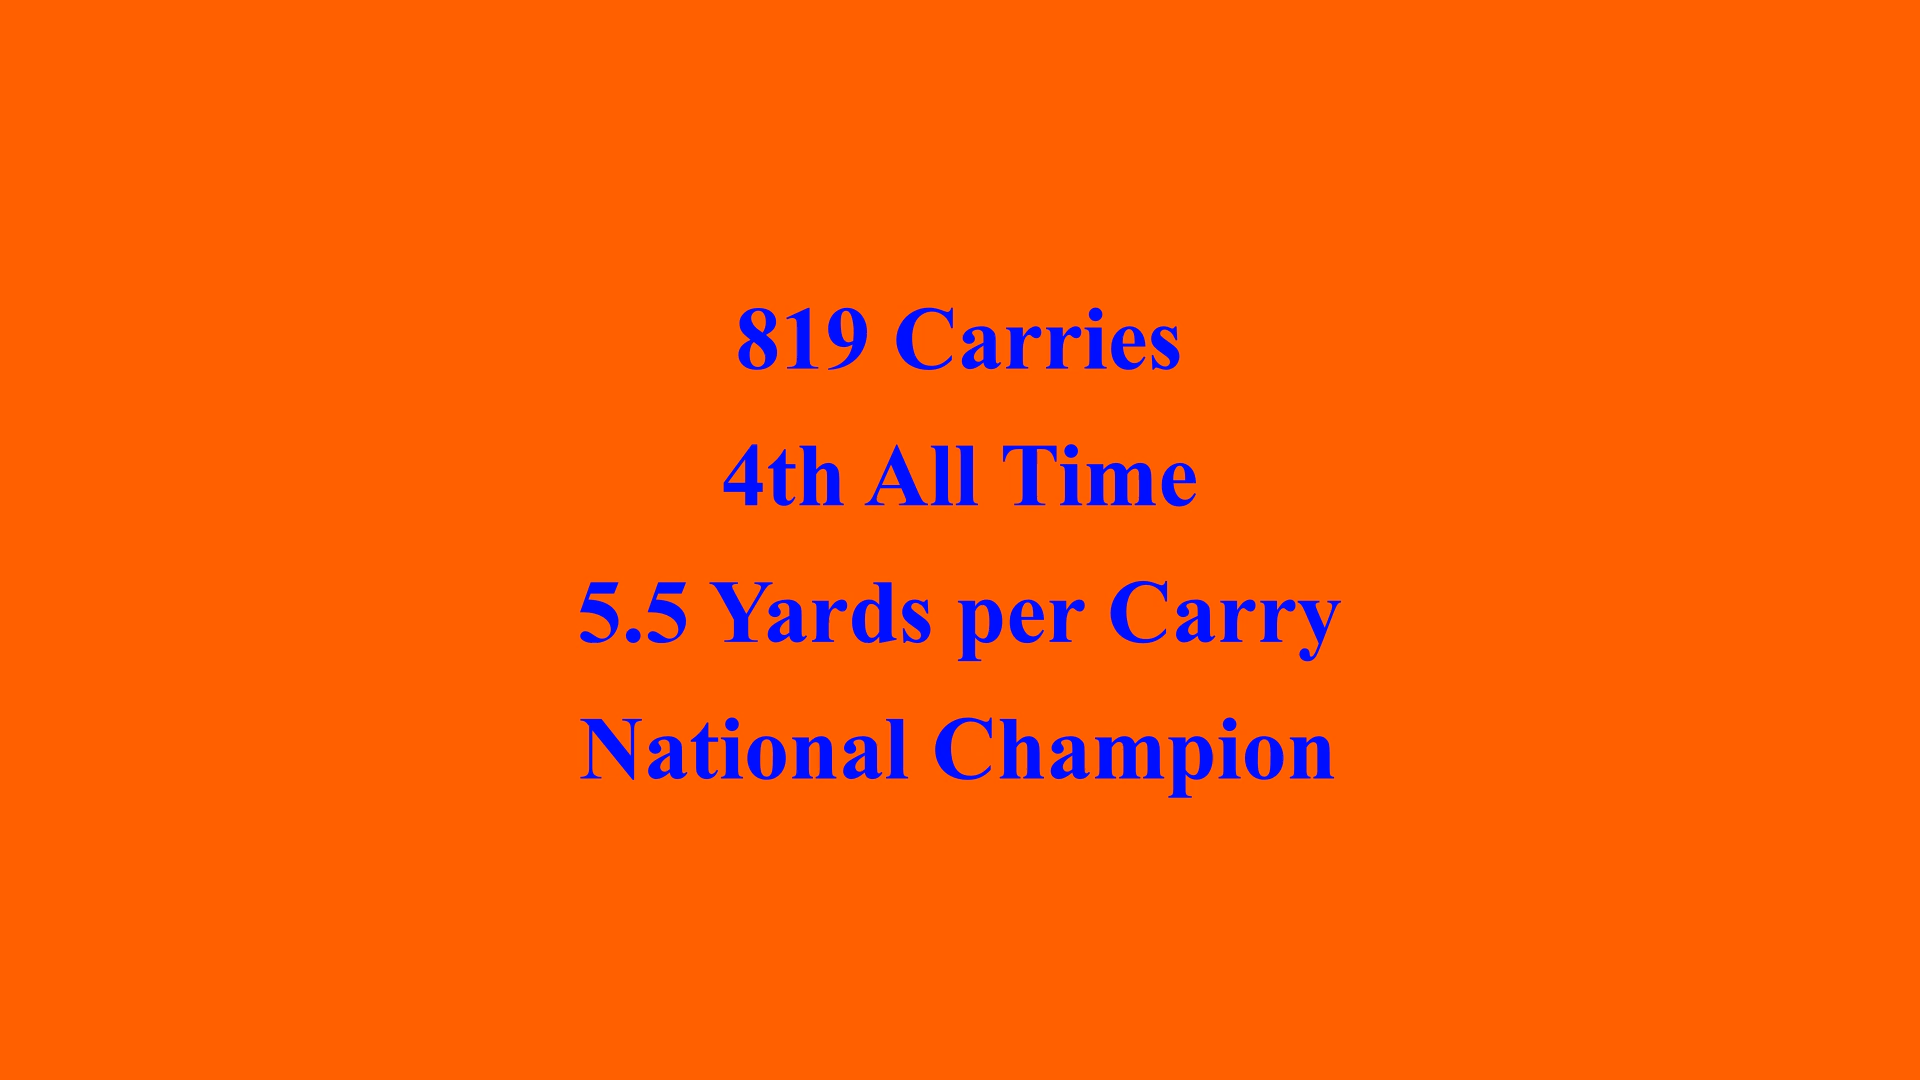 819 Carries
4th All Time
5.5 Yards per Carry
National Champion